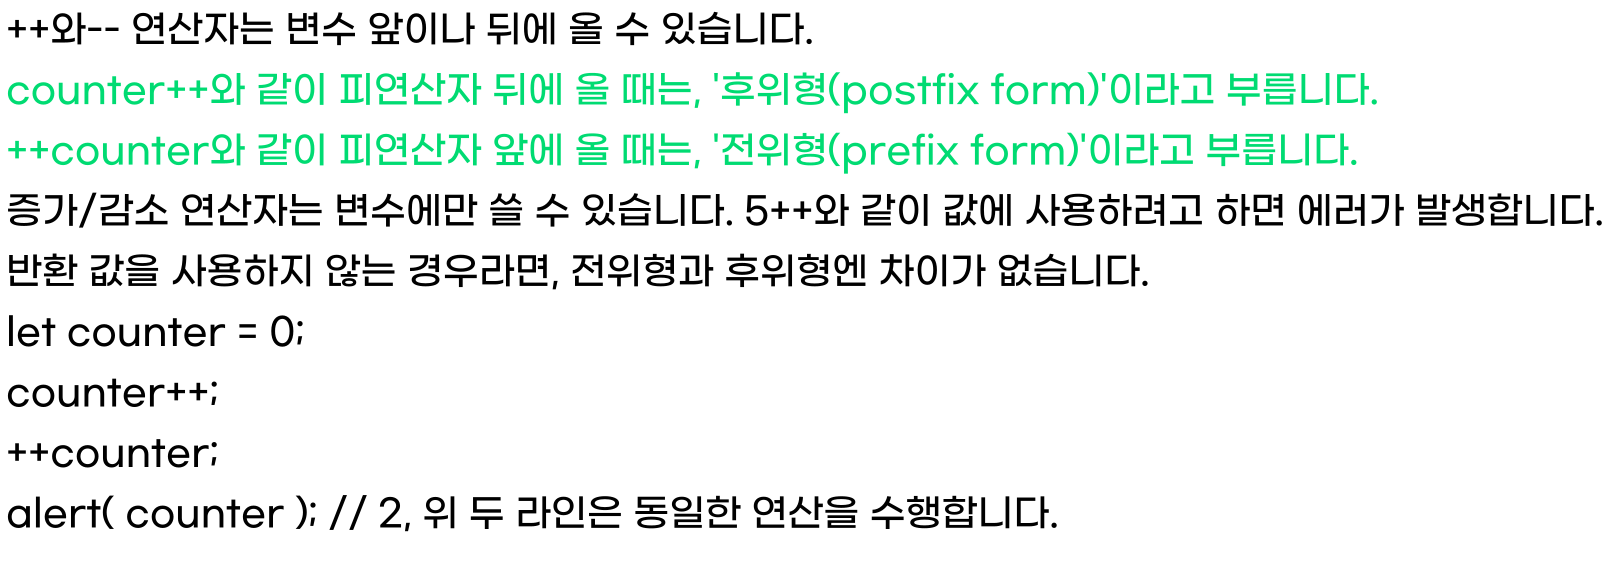 ++와-- 연산자는 변수 앞이나 뒤에 올 수 있습니다.
counter++와 같이 피연산자 뒤에 올 때는, '후위형(postfix form)'이라고 부릅니다.
++counter와 같이 피연산자 앞에 올 때는, '전위형(prefix form)'이라고 부릅니다.
증가/감소 연산자는 변수에만 쓸 수 있습니다. 5++와 같이 값에 사용하려고 하면 에러가 발생합니다.
반환 값을 사용하지 않는 경우라면, 전위형과 후위형엔 차이가 없습니다.
let counter = 0;
counter++;
++counter;
alert( counter ); // 2, 위 두 라인은 동일한 연산을 수행합니다.